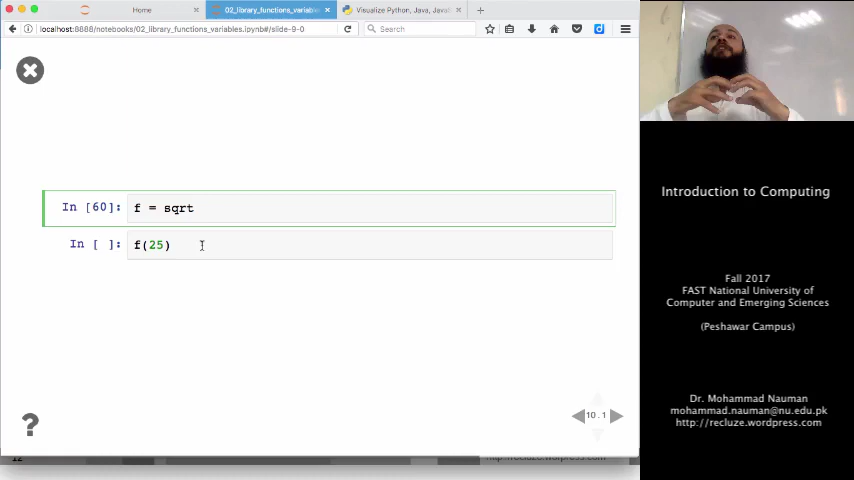 Home
02_library_functions_variables
Visualize Python, Java, JavaS
localhost:8888/notebooks/02_library_functions_variables.ipynb#/slide-9-0
Search
In [60]: f = sqrt
In [ ]: f(25)
10.1
?
12
Introduction to Computing
Fall 2017
FAST National University of
Computer and Emerging Sciences
(Peshawar Campus)
Dr. Mohammad Nauman
mohammad.nauman@nu.edu.pk
http://recluze.wordpress.com